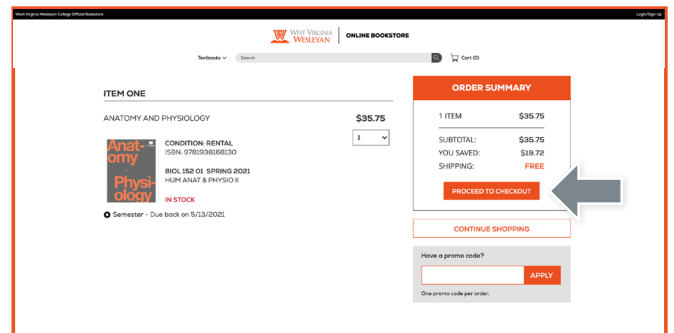 West Virginia Wesleyan College Official Bookstore
Login/Sign Up
WEST VIRGINIA
WESLEYAN
ONLINE BOOKSTORE
Textbooks
Search
Cart (0)
ITEM ONE
ANATOMY AND PHYSIOLOGY
$35.75
1
Anat-
omy
Physi-
ology
CONDITION: RENTAL
ISBN: 9781938168130
BIOL 152 01 SPRING 2021
HUM ANAT & PHYSIO II
IN STOCK
Semester - Due back on 5/13/2021
ORDER SUMMARY
1 ITEM $35.75
SUBTOTAL: $35.75
YOU SAVED: $19.72
SHIPPING: FREE
PROCEED TO CHECKOUT
CONTINUE SHOPPING
Have a promo code?
APPLY
One promo code per order.